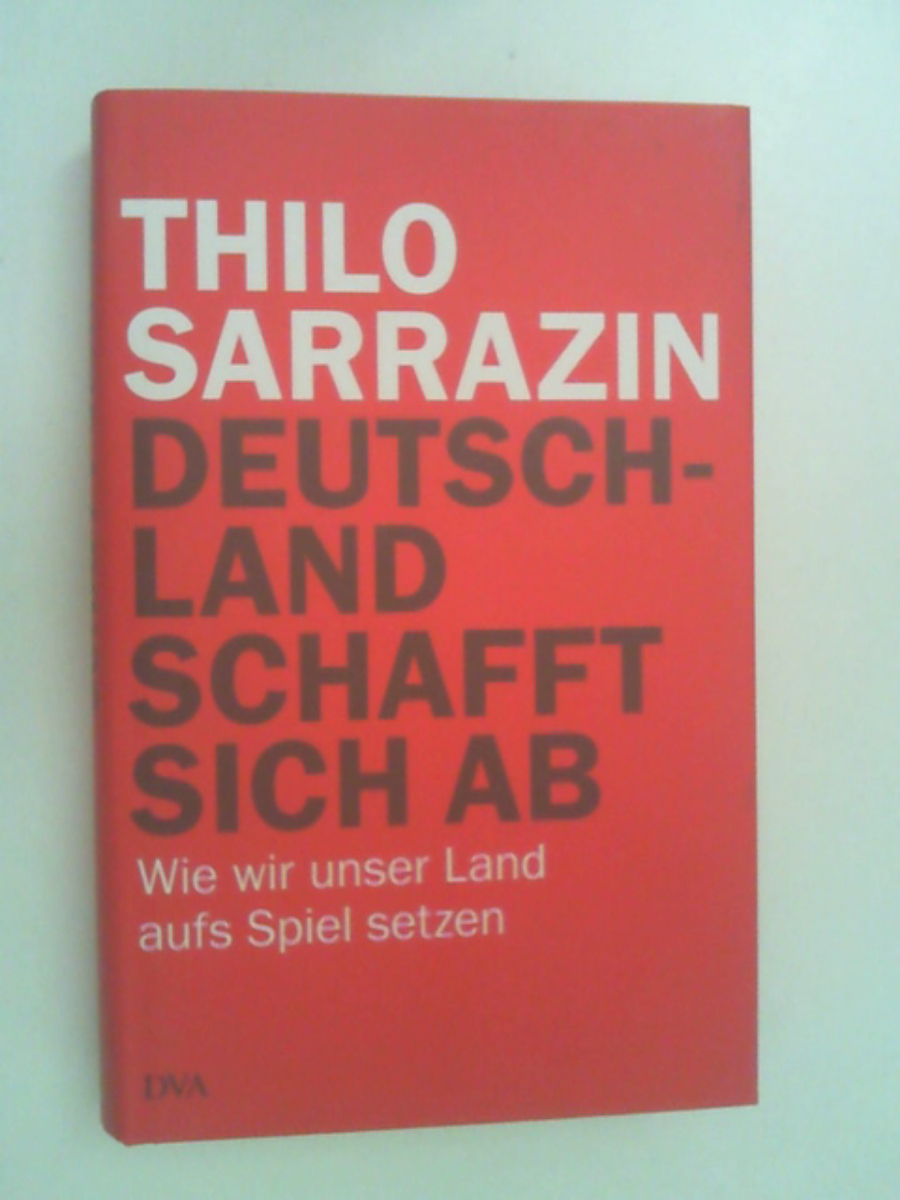 THILO
SARRAZIN
DEUTSCH-
LAND
SCHAFFT
SICH AB
Wie wir unser Land
aufs Spiel setzen
DVA